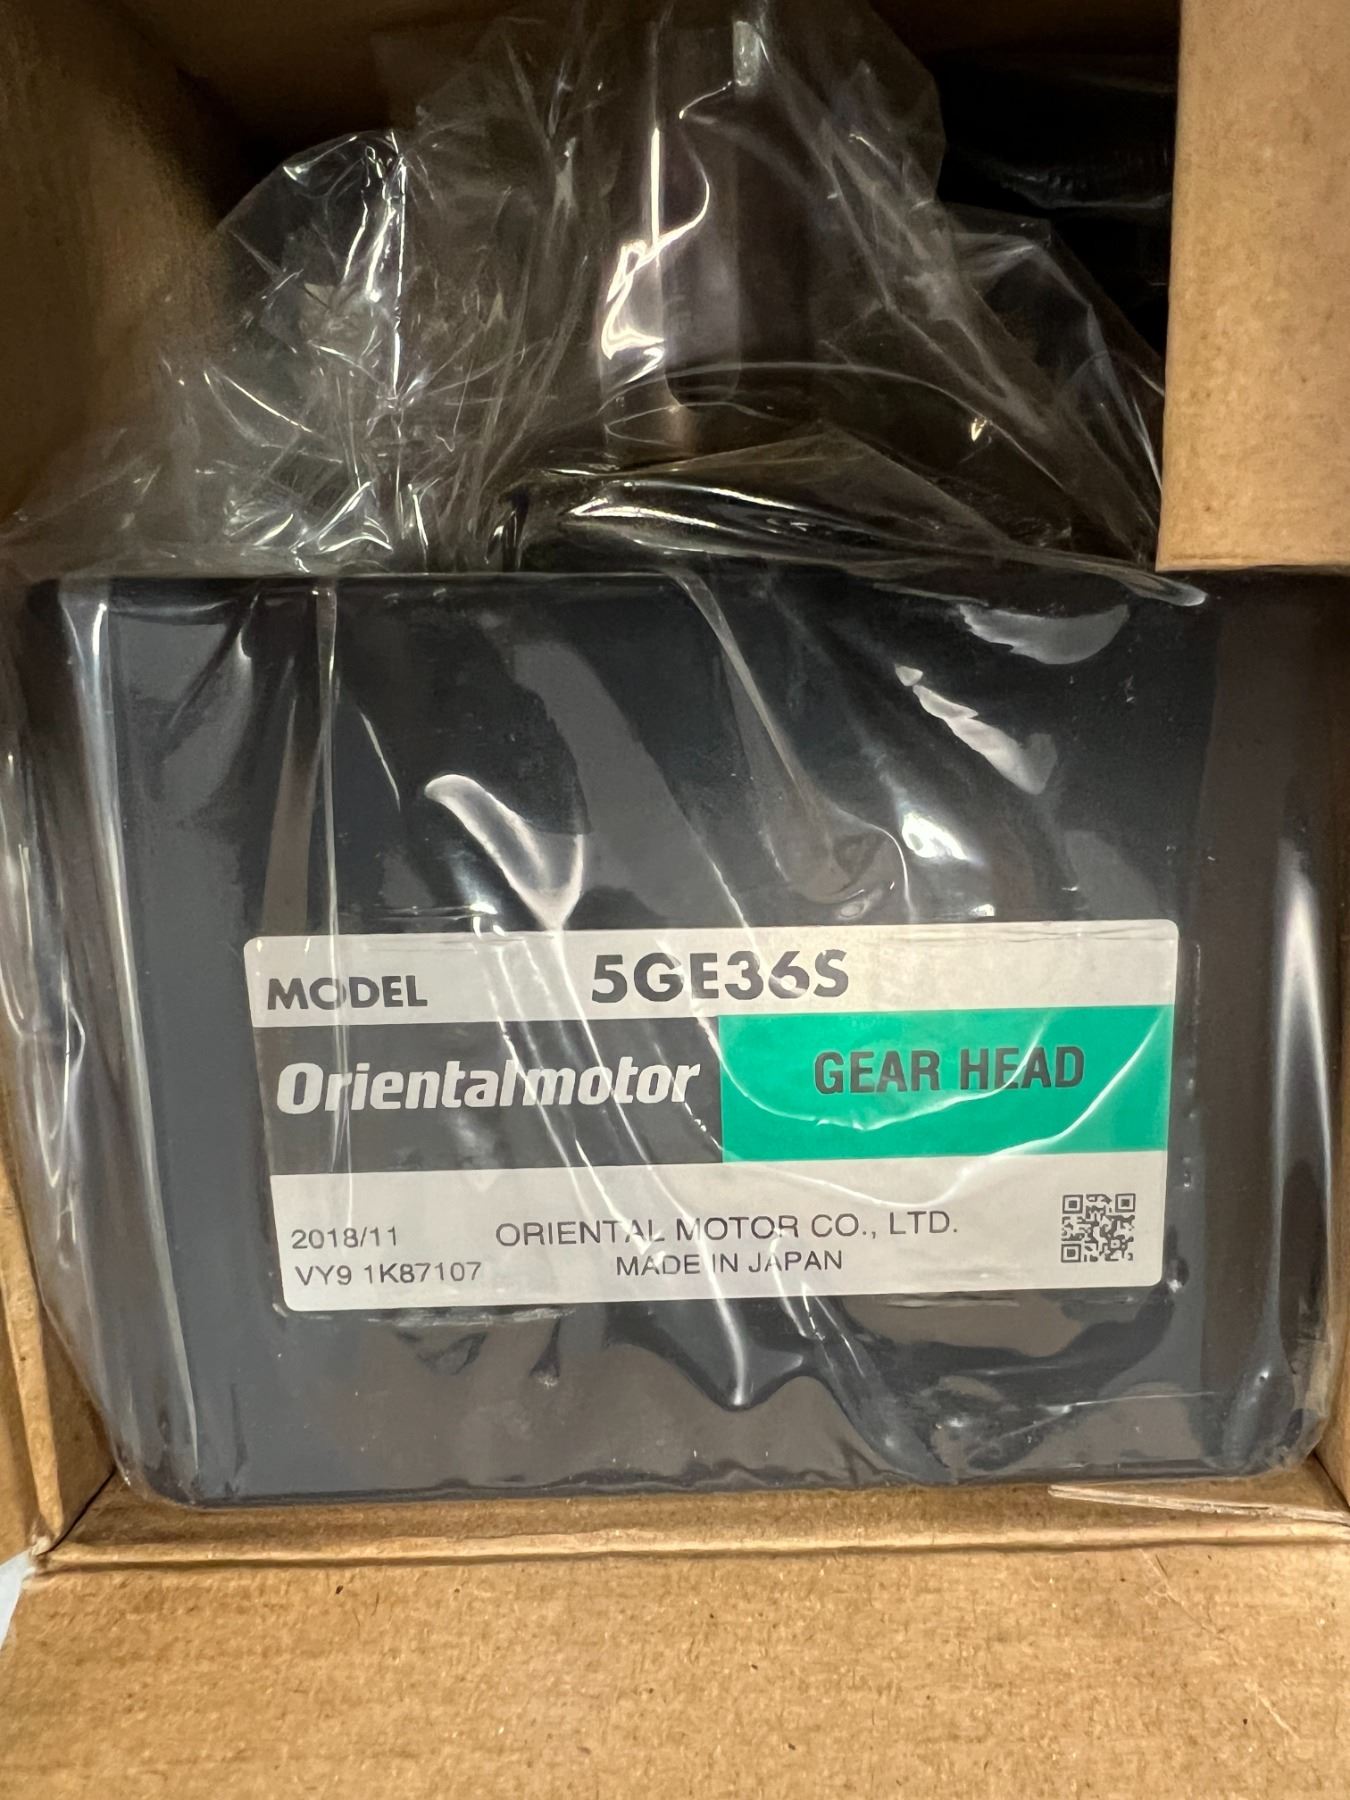 MODEL 5GE36S
Orientalmotor GEAR HEAD
2018/11 ORIENTAL MOTOR CO., LTD.
VY9 1K87107 MADE IN JAPAN